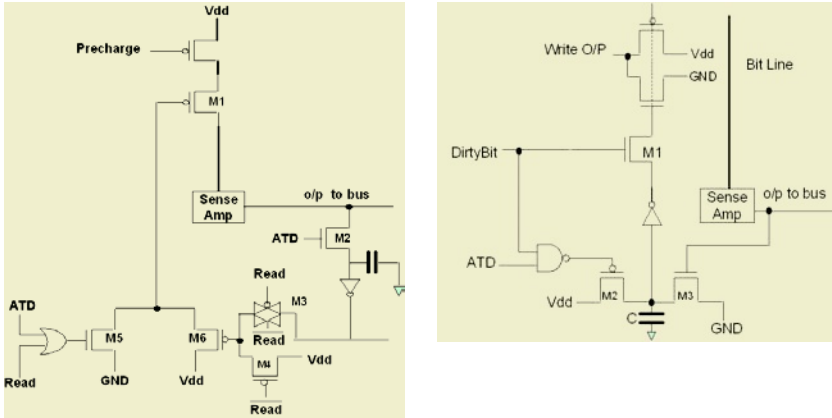 Vdd
Precharge
M1
Sense
Amp
o/p to bus
ATD
M2
Read
M3
ATD
Read
M5
M6
Read
M4
Vdd
GND
Vdd
Read
Write O/P
Vdd
GND
Bit Line
DirtyBit
M1
Sense
Amp
o/p to bus
ATD
Vdd
M2
M3
C
GND